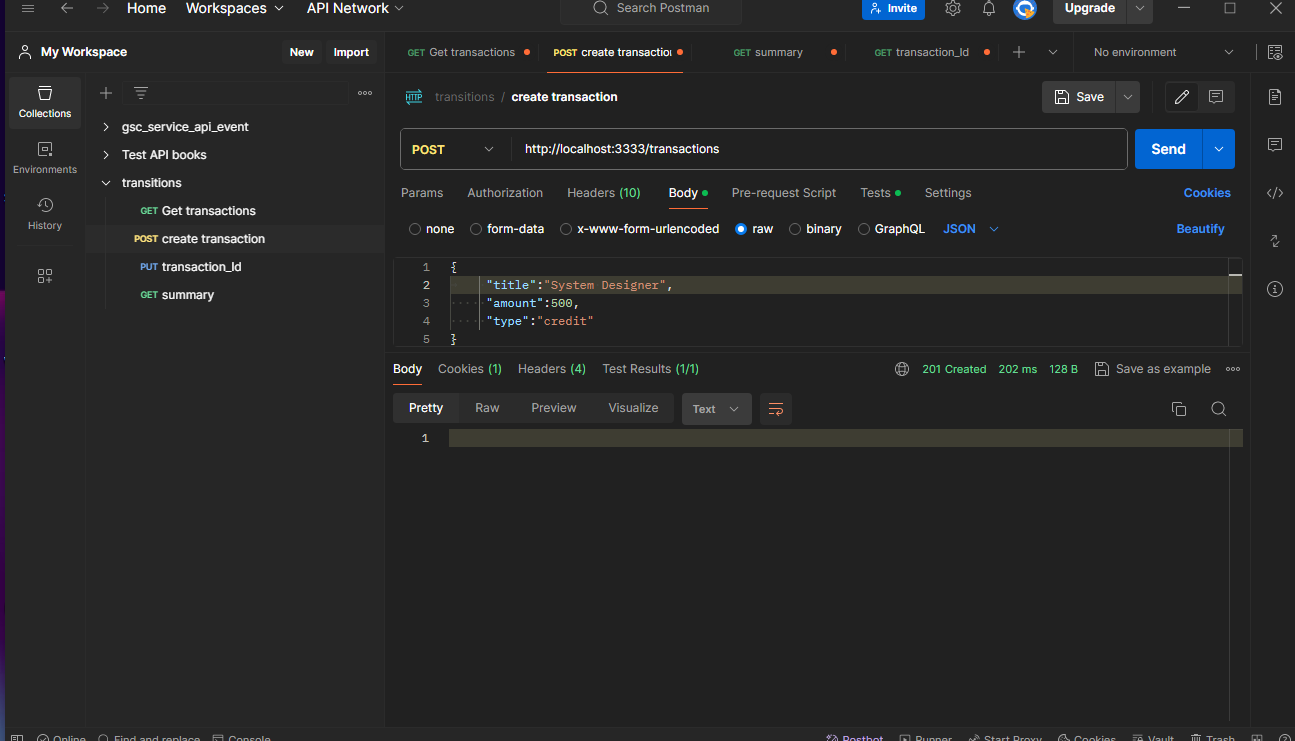 Home Workspaces API Network Search Postman Invite Upgrade
My Workspace New Import
GET Get transactions POST create transaction GET summary GET transaction_Id No environment
Collections
Environments
History
gsc_service_api_event
Test API books
transitions
GET Get transactions
POST create transaction
PUT transaction_Id
GET summary
HTTP transitions / create transaction Save
POST http://localhost:3333/transactions Send
Params Authorization Headers (10) Body Pre-request Script Tests Settings Cookies
none form-data x-www-form-urlencoded raw binary GraphQL JSON Beautify
1 {
2 "title":"System Designer",
3 "amount":500,
4 "type":"credit"
5 }
Body Cookies (1) Headers (4) Test Results (1/1) 201 Created 202 ms 128 B Save as example
Pretty Raw Preview Visualize Text
1
Online Find and replace Console Postbot Runner Start Proxy Cookies Vault Trash